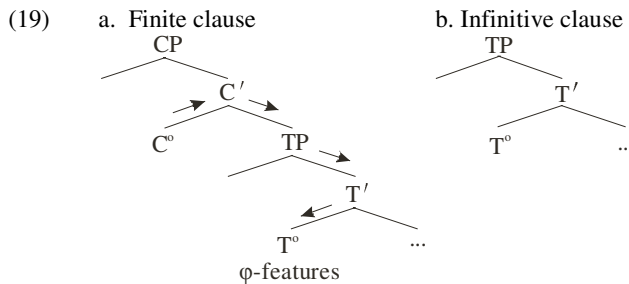 (19) a. Finite clause b. Infinitive clause
CP TP
C′ T′
C° TP T° ..
T′
T° ...
φ-features